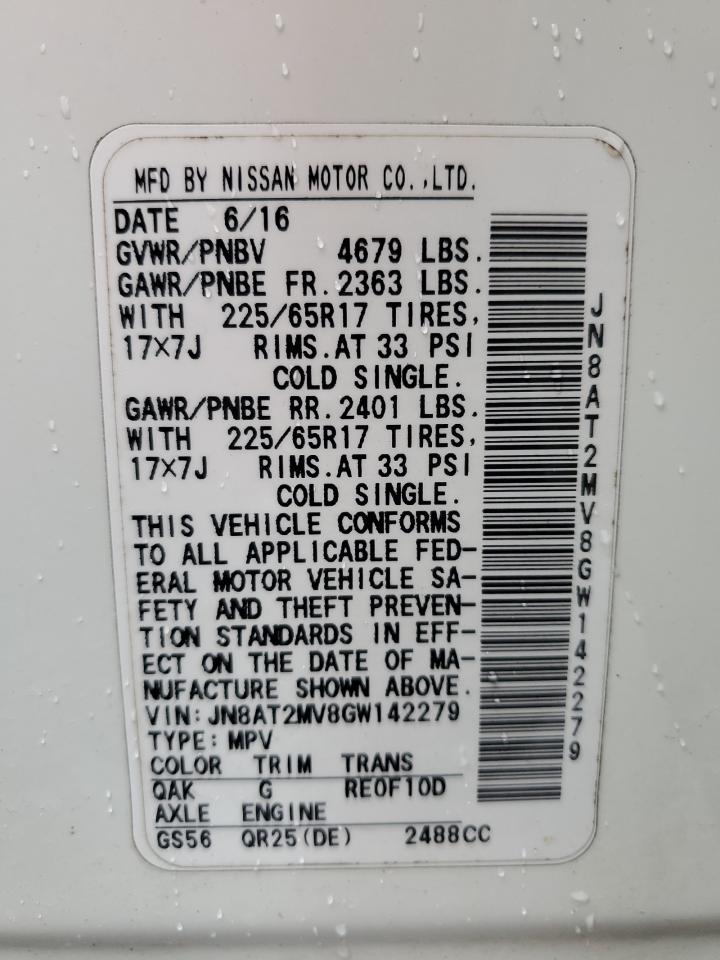 MFD BY NISSAN MOTOR CO.,LTD.
DATE 6/16
GVWR/PNBV 4679 LBS.
GAWR/PNBE FR.2363 LBS.
WITH 225/65R17 TIRES,
17×7J RIMS.AT 33 PSI
COLD SINGLE.
GAWR/PNBE RR.2401 LBS.
WITH 225/65R17 TIRES,
17×7J RIMS.AT 33 PSI
COLD SINGLE.
THIS VEHICLE CONFORMS
TO ALL APPLICABLE FED-
ERAL MOTOR VEHICLE SA-
FETY AND THEFT PREVEN-
TION STANDARDS IN EFF-
ECT ON THE DATE OF MA-
NUFACTURE SHOWN ABOVE.
VIN:JN8AT2MV8GW142279
TYPE:MPV
COLOR TRIM TRANS
QAK G RE0F10D
AXLE ENGINE
GS56 QR25(DE) 2488CC
JN8AT2MV8GW142279